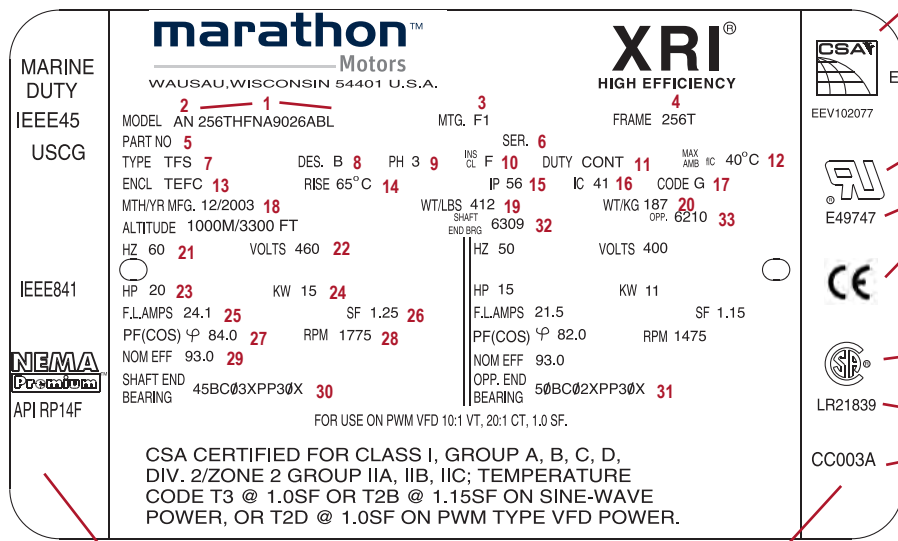 marathon™
Motors
WAUSAU,WISCONSIN 54401 U.S.A.
XRI®
HIGH EFFICIENCY
MARINE
DUTY
IEEE45
USCG
IEEE841
NEMA
Premium™
API RP14F
2 1 3 4
MODEL AN 256THFNA9026ABL MTG. F1 FRAME 256T
PART NO 5 SER. 6
TYPE TFS 7 DES. B 8 PH 3 9 INS CL F 10 DUTY CONT 11 MAX AMB 40°C 12
ENCL TEFC 13 RISE 65°C 14 IP 56 15 IC 41 16 CODE G 17
MTH/YR MFG. 12/2003 18 WT/LBS 412 19 WT/KG 187 20
ALTITUDE 1000M/3300 FT SHAFT END BRG 6309 32 OPP. 6210 33
HZ 60 21 VOLTS 460 22
HP 20 23 KW 15 24
F.L.AMPS 24.1 25 SF 1.25 26
PF(COS) φ 84.0 27 RPM 1775 28
NOM EFF 93.0 29
SHAFT END
BEARING 45BCØ3XPP3ØX 30
HZ 50 VOLTS 400
HP 15 KW 11
F.L.AMPS 21.5 SF 1.15
PF(COS) φ 82.0 RPM 1475
NOM EFF 93.0
OPP. END
BEARING 5ØBCØ2XPP3ØX 31
FOR USE ON PWM VFD 10:1 VT, 20:1 CT, 1.0 SF.
CSA CERTIFIED FOR CLASS I, GROUP A, B, C, D,
DIV. 2/ZONE 2 GROUP IIA, IIB, IIC; TEMPERATURE
CODE T3 @ 1.0SF OR T2B @ 1.15SF ON SINE-WAVE
POWER, OR T2D @ 1.0SF ON PWM TYPE VFD POWER.
CSA
E
EEV102077
RU®
E49747
CE
SA®
LR21839
CC003A